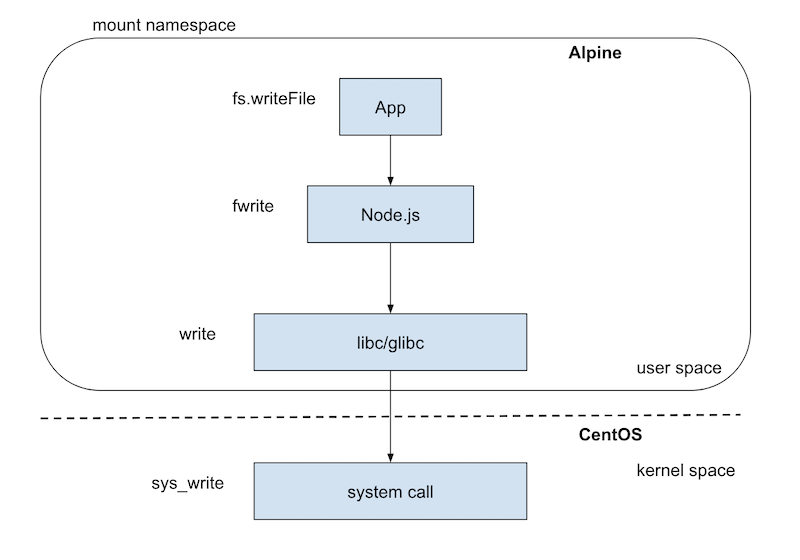 mount namespace
Alpine
fs.writeFile
App
fwrite
Node.js
write
libc/glibc
user space
CentOS
kernel space
sys_write
system call